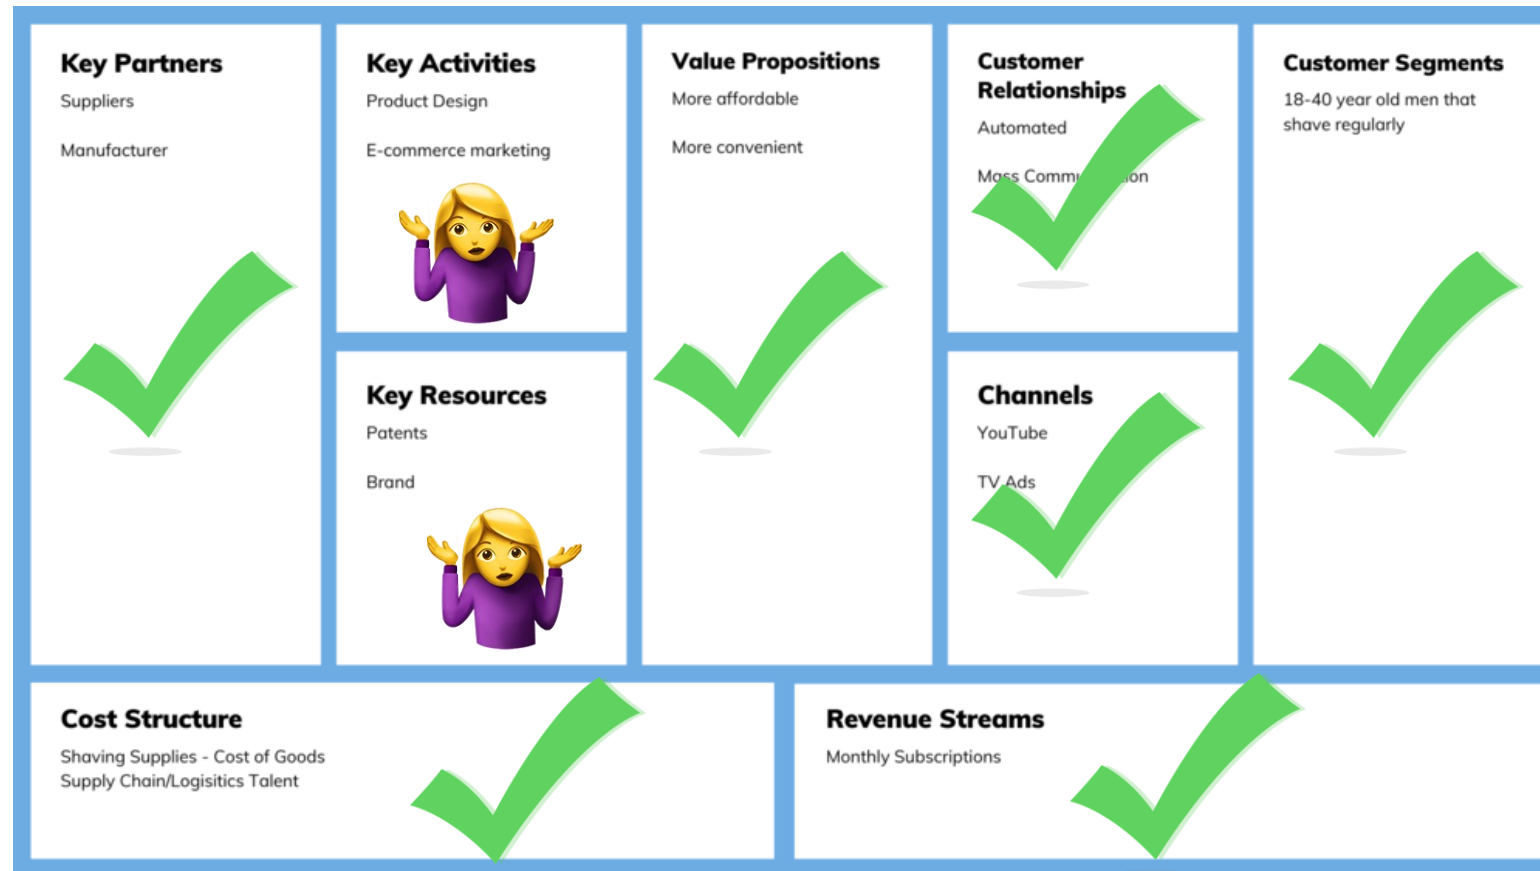 Key Partners
Suppliers
Manufacturer
Key Activities
Product Design
E-commerce marketing
Key Resources
Patents
Brand
Value Propositions
More affordable
More convenient
Customer
Relationships
Automated
Mass
Channels
YouTube
TV Ads
Customer Segments
18-40 year old men that
shave regularly
Cost Structure
Shaving Supplies - Cost of Goods
Supply Chain/Logisitics Talent
Revenue Streams
Monthly Subscriptions